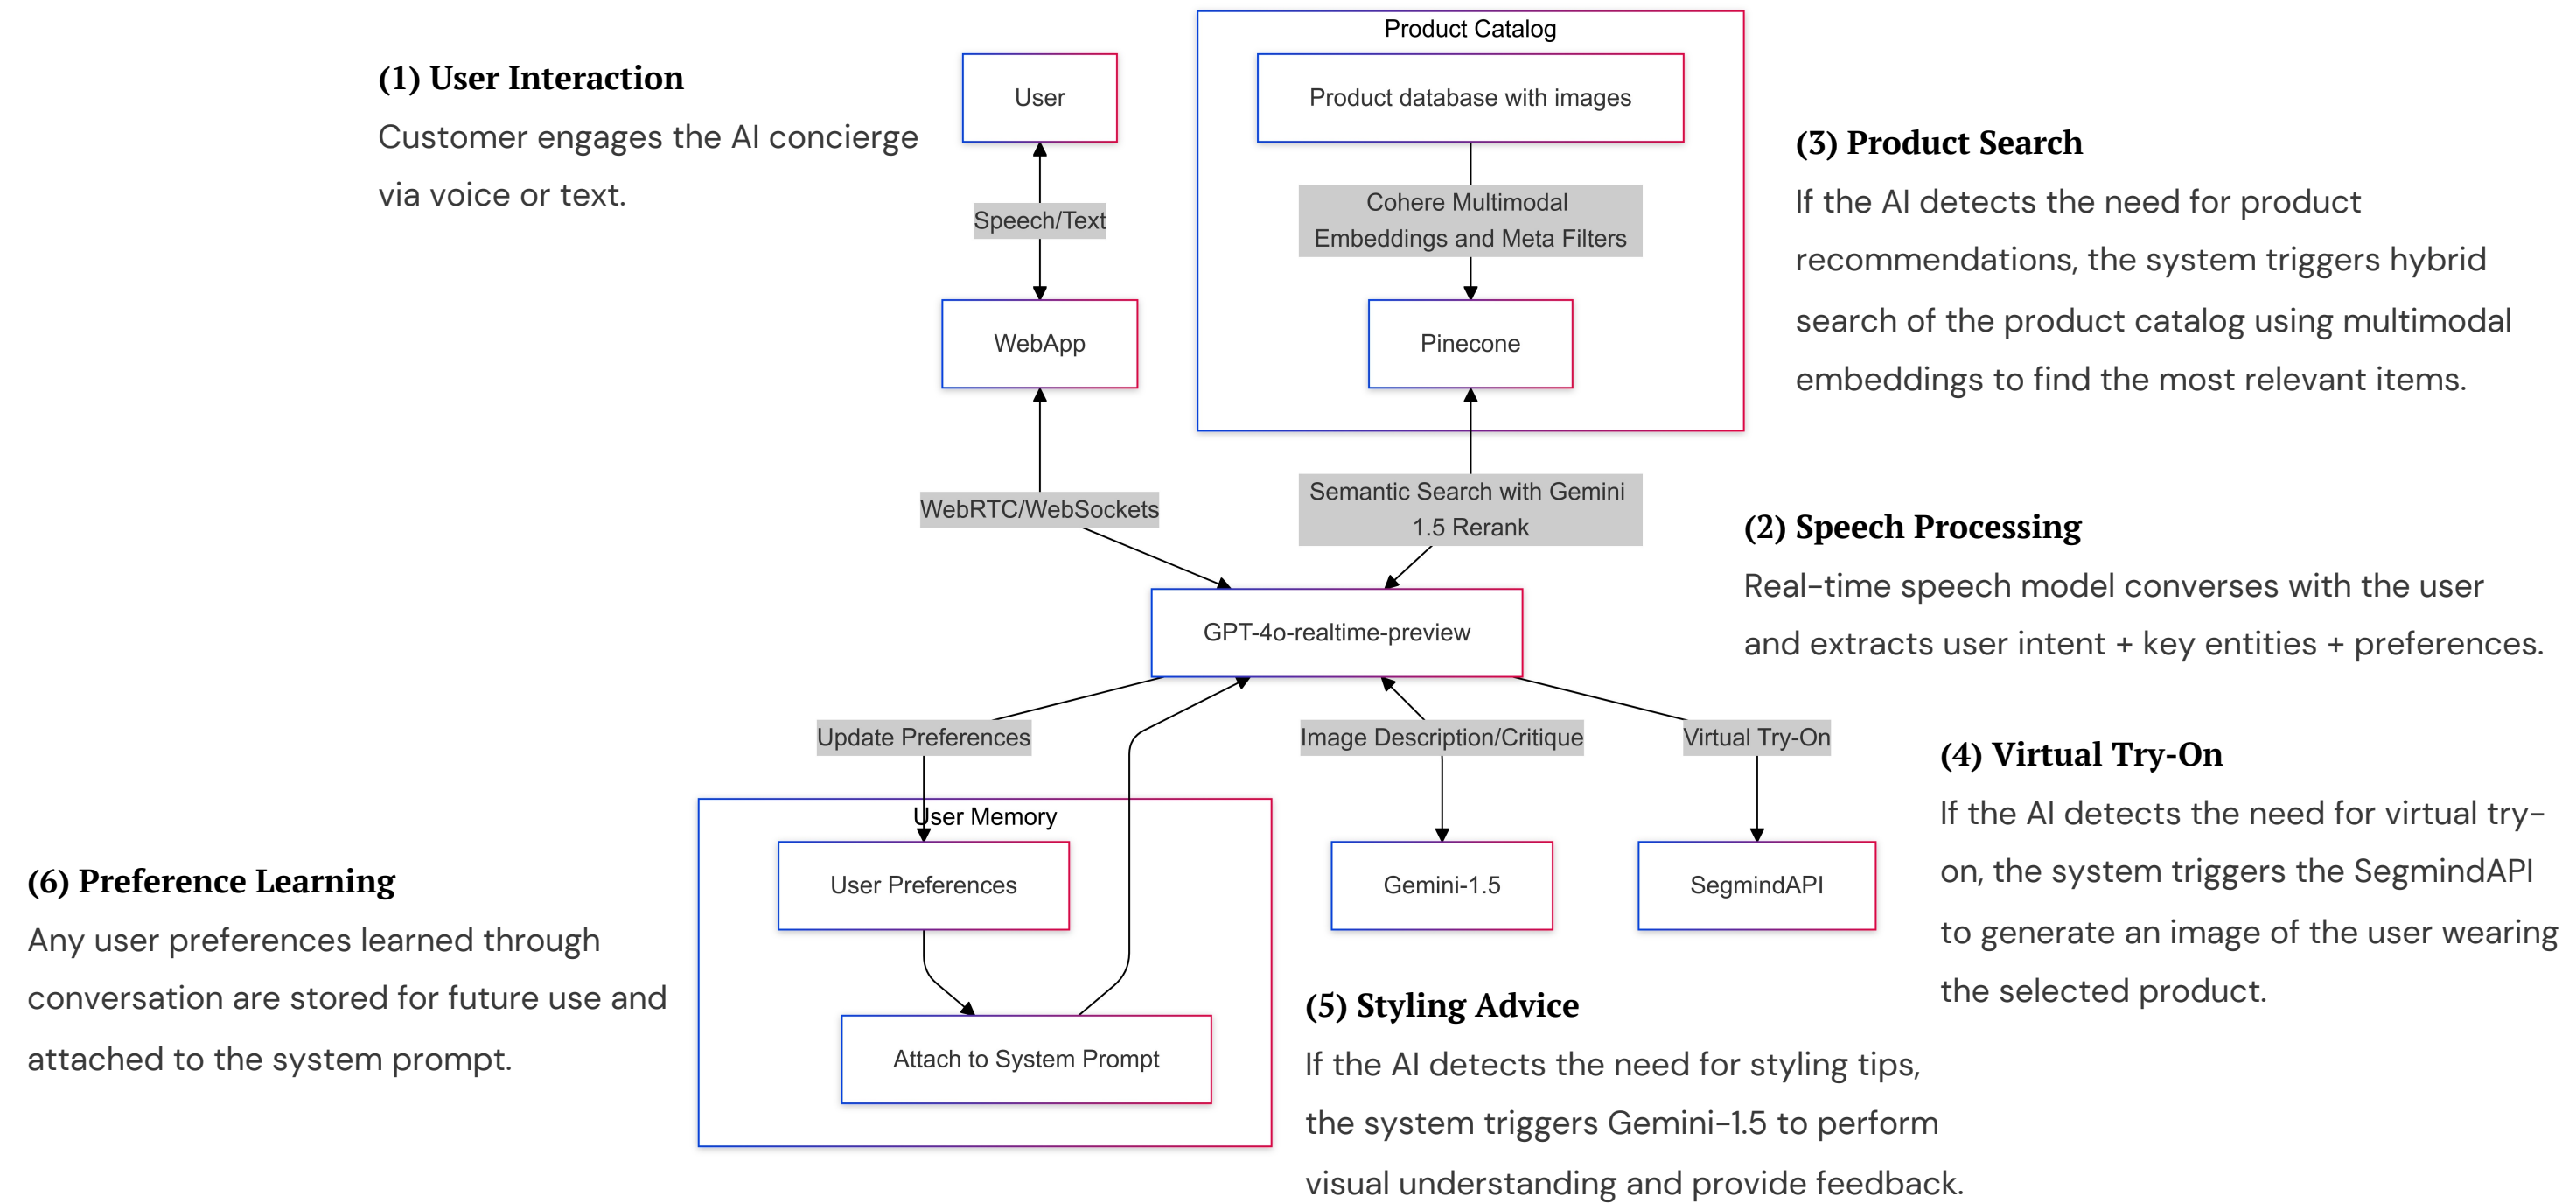 Product Catalog
(1) User Interaction
Customer engages the AI concierge
via voice or text.
User
Product database with images
(3) Product Search
If the AI detects the need for product
recommendations, the system triggers hybrid
search of the product catalog using multimodal
embeddings to find the most relevant items.
Speech/Text
Cohere Multimodal
Embeddings and Meta Filters
WebApp
Pinecone
WebRTC/WebSockets
Semantic Search with Gemini
1.5 Rerank
(2) Speech Processing
Real-time speech model converses with the user
and extracts user intent + key entities + preferences.
GPT-4o-realtime-preview
Update Preferences
Image Description/Critique
Virtual Try-On
(4) Virtual Try-On
If the AI detects the need for virtual try-
on, the system triggers the SegmindAPI
to generate an image of the user wearing
the selected product.
User Memory
User Preferences
Gemini-1.5
SegmindAPI
(6) Preference Learning
Any user preferences learned through
conversation are stored for future use and
attached to the system prompt.
Attach to System Prompt
(5) Styling Advice
If the AI detects the need for styling tips,
the system triggers Gemini-1.5 to perform
visual understanding and provide feedback.